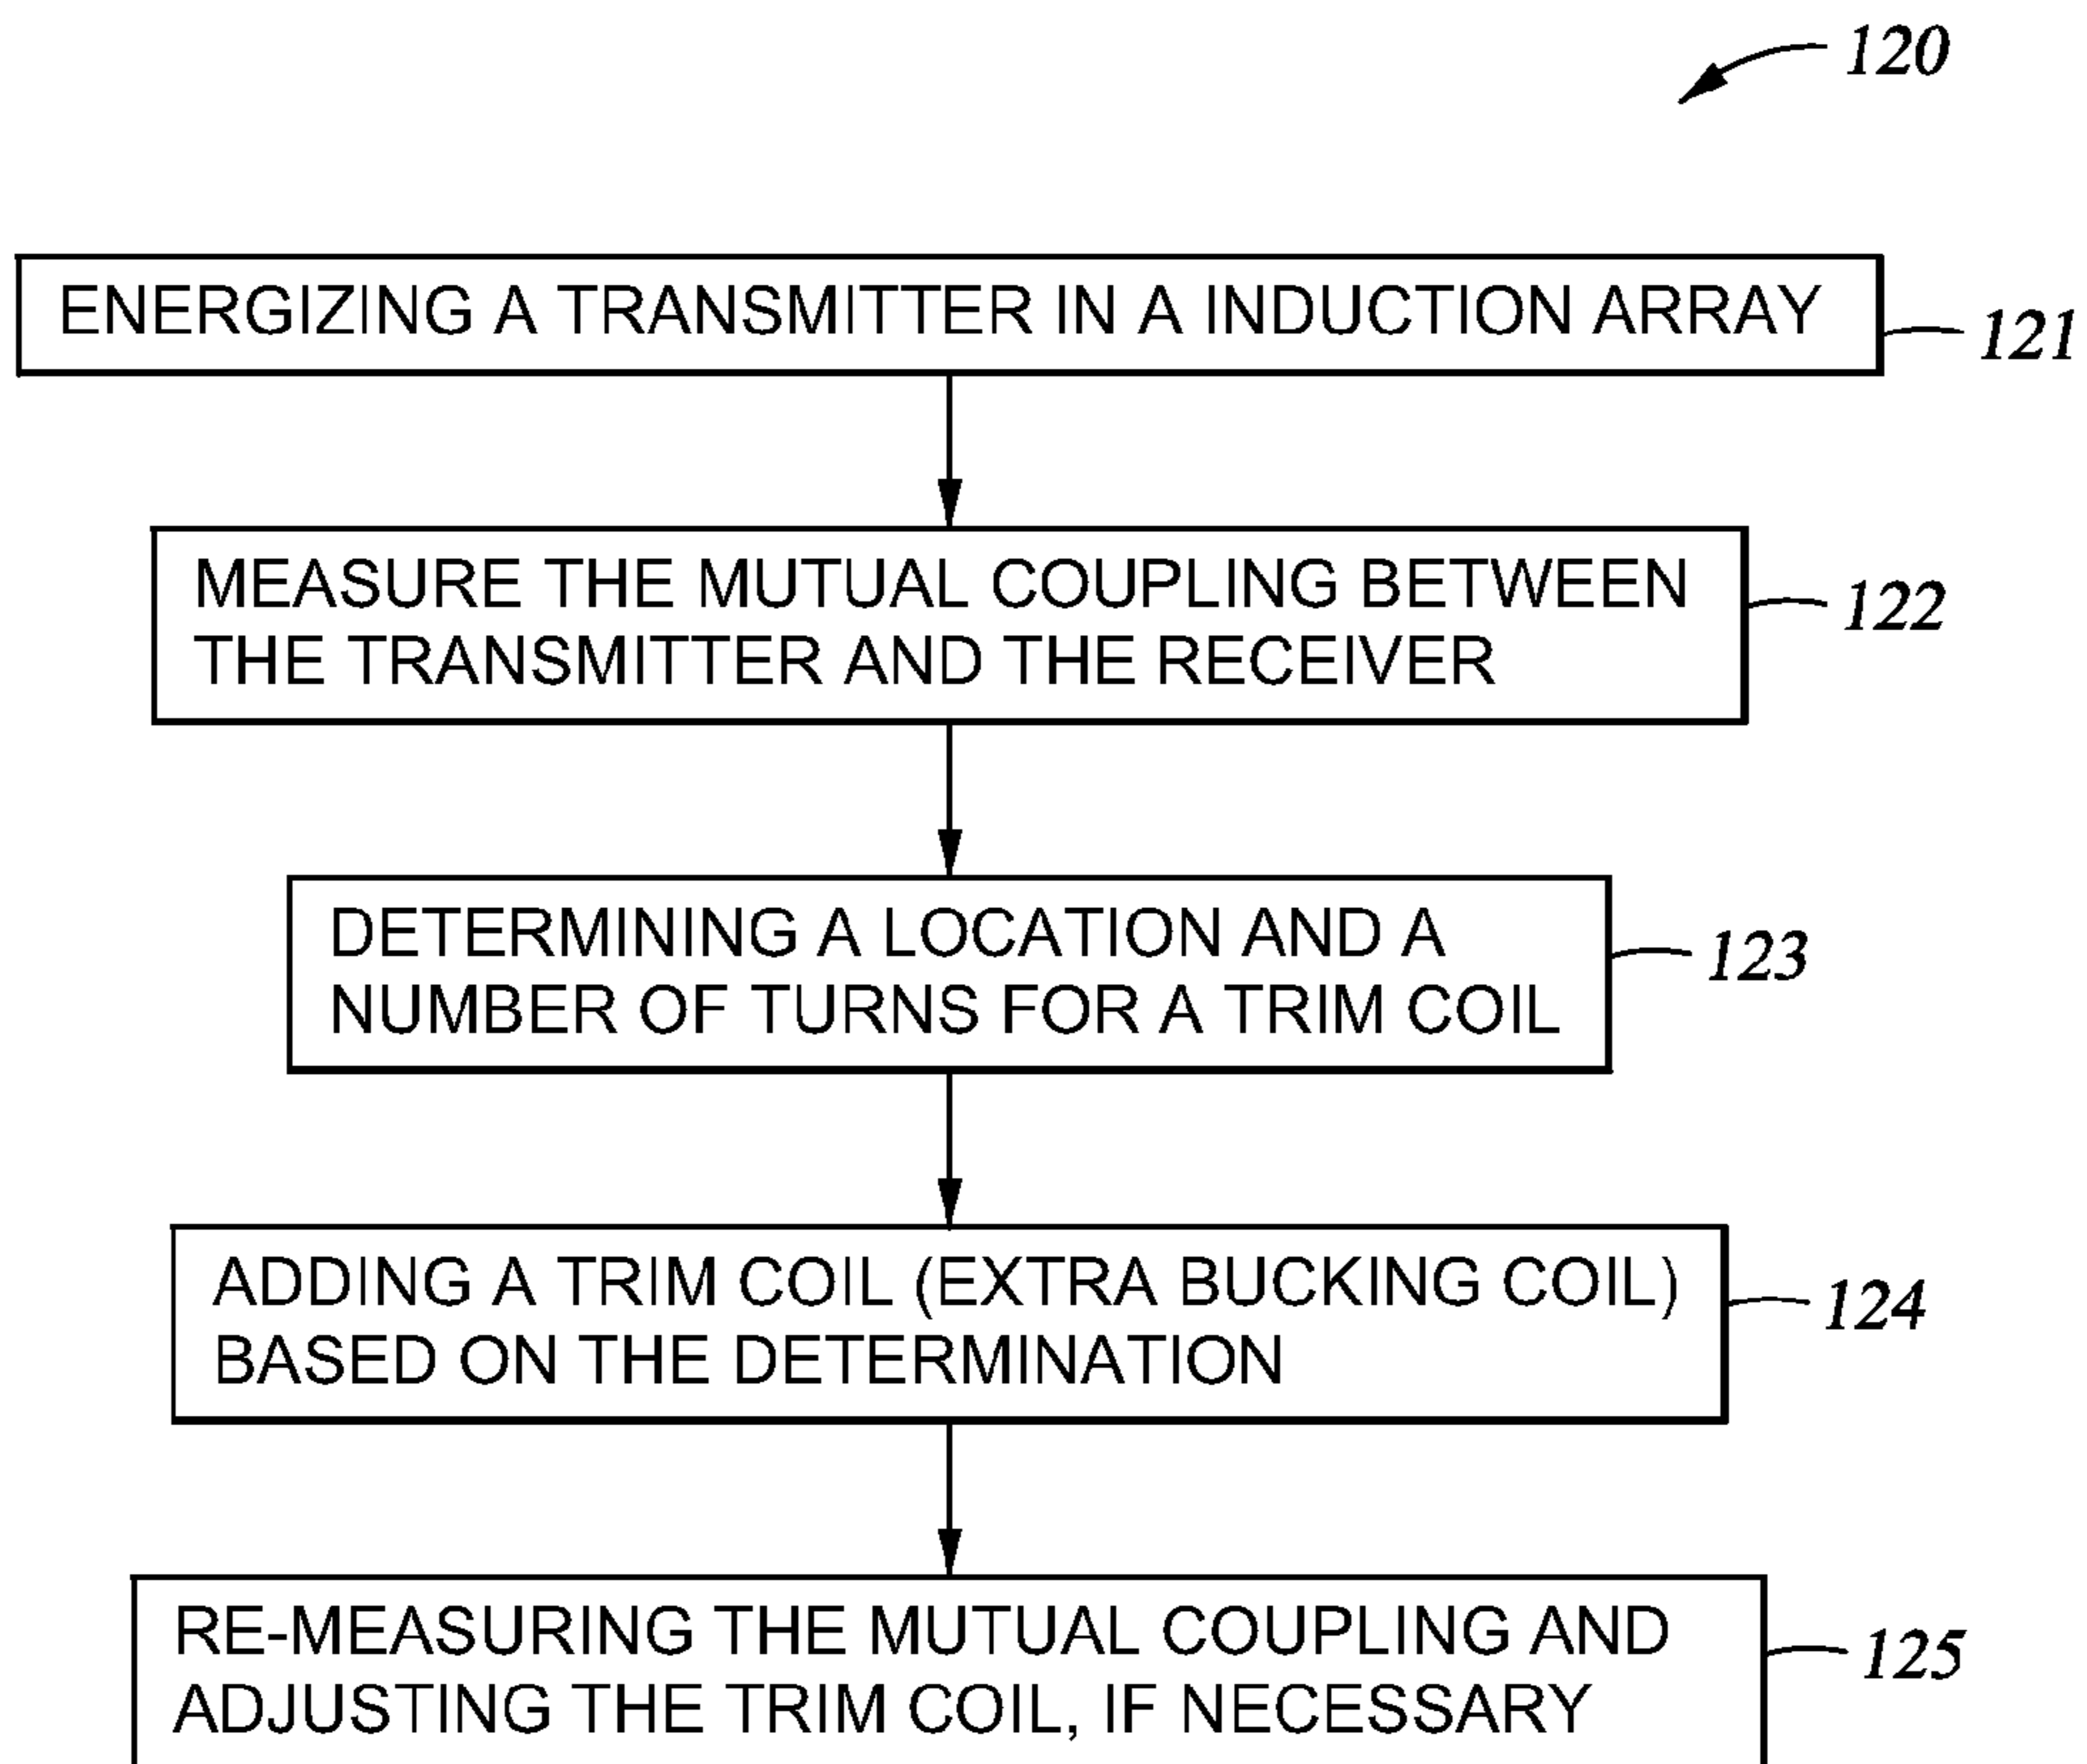 120
ENERGIZING A TRANSMITTER IN A INDUCTION ARRAY
121
MEASURE THE MUTUAL COUPLING BETWEEN
THE TRANSMITTER AND THE RECEIVER
122
DETERMINING A LOCATION AND A
NUMBER OF TURNS FOR A TRIM COIL
123
ADDING A TRIM COIL (EXTRA BUCKING COIL)
BASED ON THE DETERMINATION
124
RE-MEASURING THE MUTUAL COUPLING AND
ADJUSTING THE TRIM COIL, IF NECESSARY
125